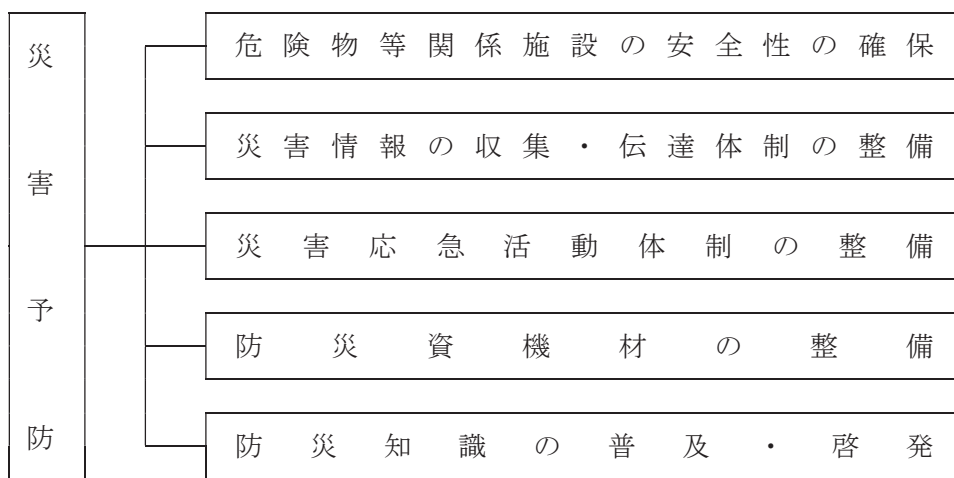 災害予防
危険物等関係施設の安全性の確保
災害情報の収集・伝達体制の整備
災害応急活動体制の整備
防災資機材の整備
防災知識の普及・啓発